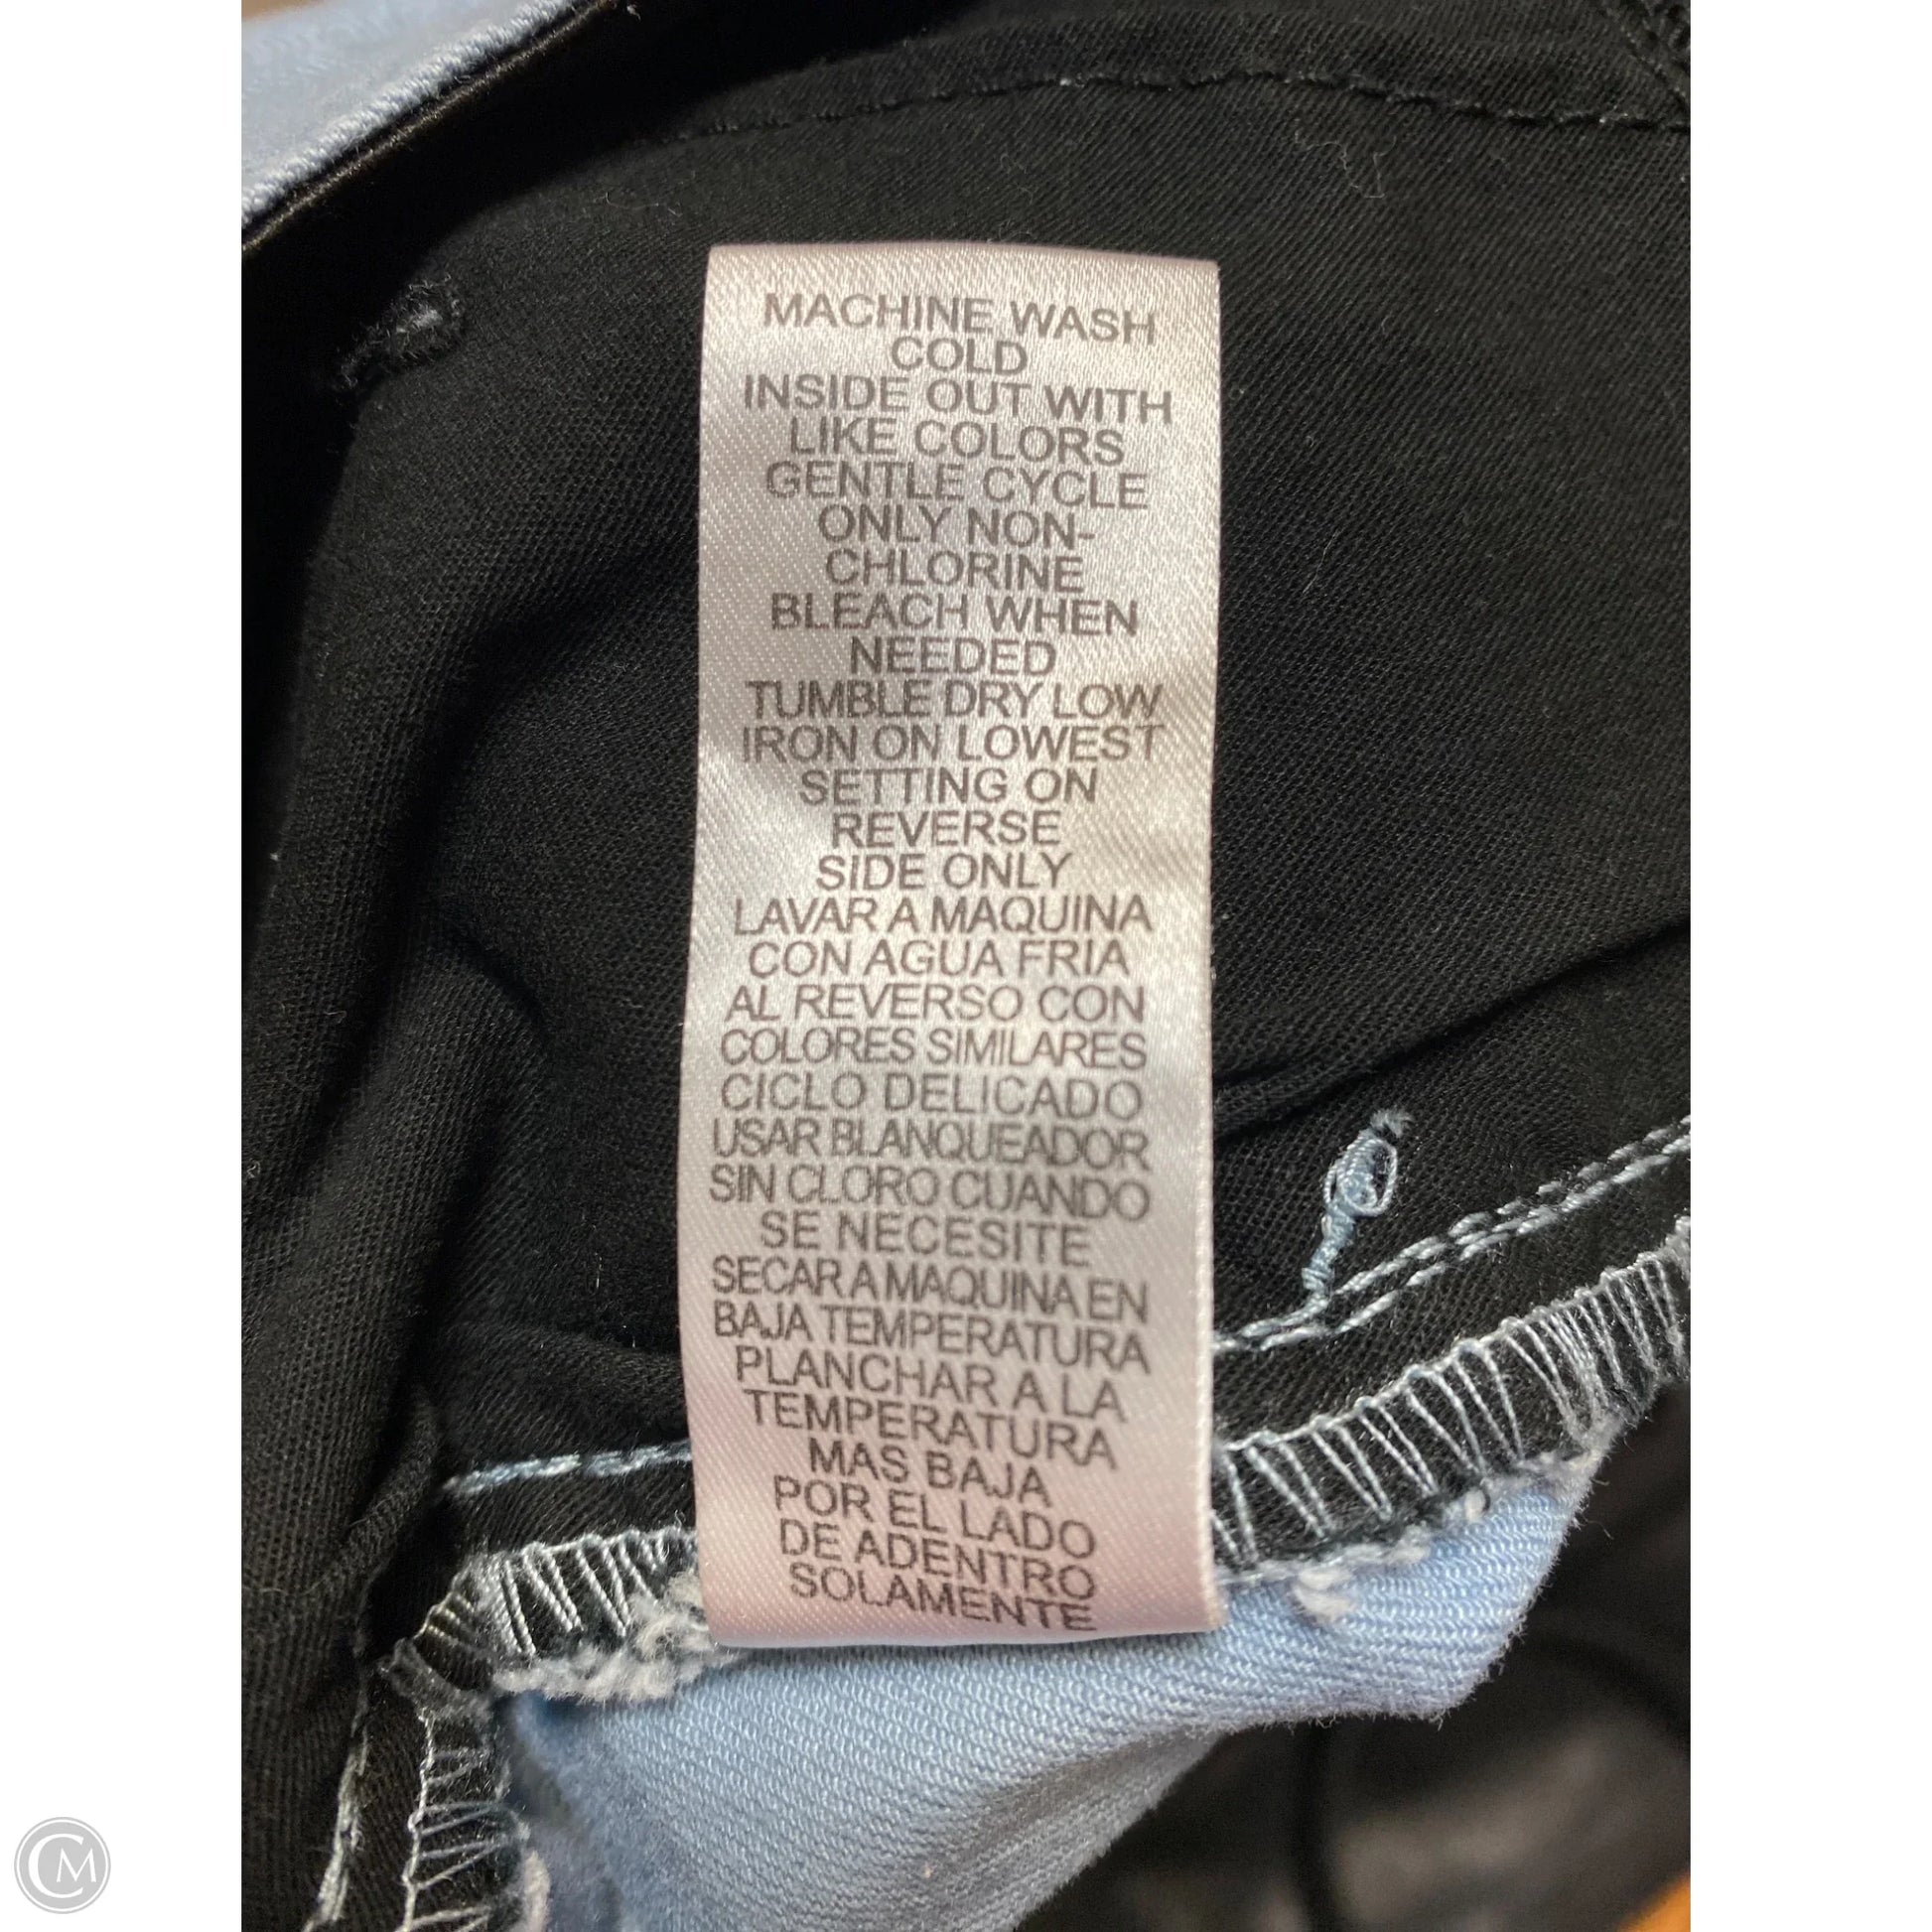 MACHINE WASH
COLD
INSIDE OUT WITH
LIKE COLORS
GENTLE CYCLE
ONLY NON-
CHLORINE
BLEACH WHEN
NEEDED
TUMBLE DRY LOW
IRON ON LOWEST
SETTING ON
REVERSE
SIDE ONLY
LAVAR A MAQUINA
CON AGUA FRIA
AL REVERSO CON
COLORES SIMILARES
CICLO DELICADO
USAR BLANQUEADOR
SIN CLORO CUANDO
SE NECESITE
SECAR A MAQUINA EN
BAJA TEMPERATURA
PLANCHAR A LA
TEMPERATURA
MAS BAJA
POR EL LADO
DE ADENTRO
SOLAMENTE
CM